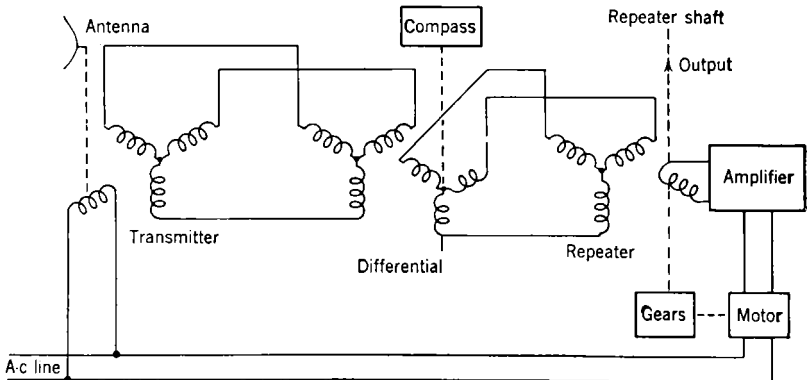 Antenna
Compass
Repeater shaft
Output
Amplifier
Transmitter
Differential
Repeater
Gears
Motor
A-c line